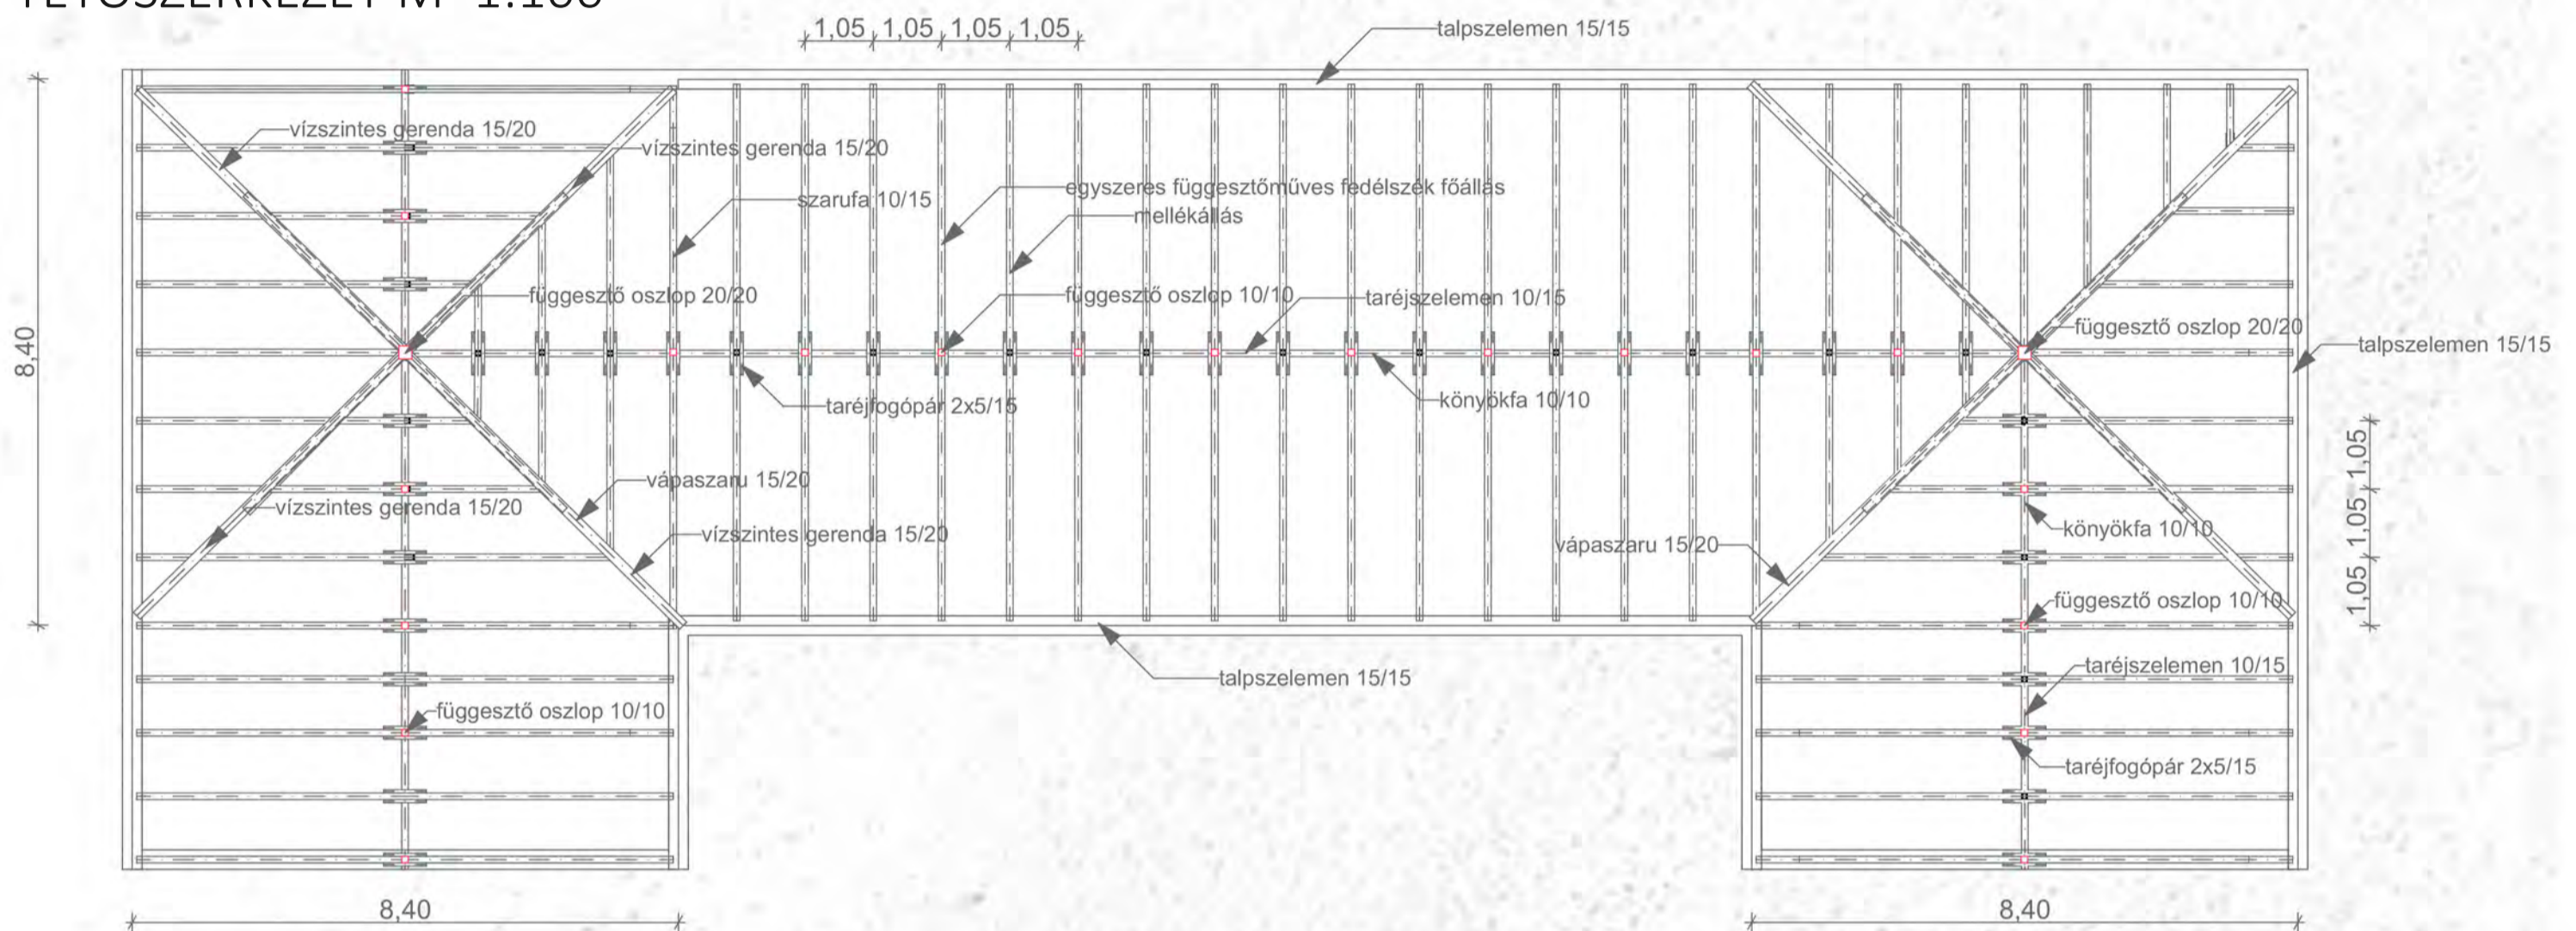 1,05 1,05 1,05 1,05
talpszelemen 15/15
vízszintes gerenda 15/20
vízszintes gerenda 15/20
egyszeres függesztőműves fedélszék főállás
szarufa 10/15
mellékállás
függesztő oszlop 20/20
függesztő oszlop 10/10
taréjszelemen 10/15
függesztő oszlop 20/20
talpszelemen 15/15
8,40
taréjfogópár 2x5/15
könyökfa 10/10
vápaszaru 15/20
vízszintes gerenda 15/20
vízszintes gerenda 15/20
vápaszaru 15/20
könyökfa 10/10
1,05 1,05 1,05
függesztő oszlop 10/10
talpszelemen 15/15
taréjszelemen 10/15
függesztő oszlop 10/10
taréjfogópár 2x5/15
8,40
8,40